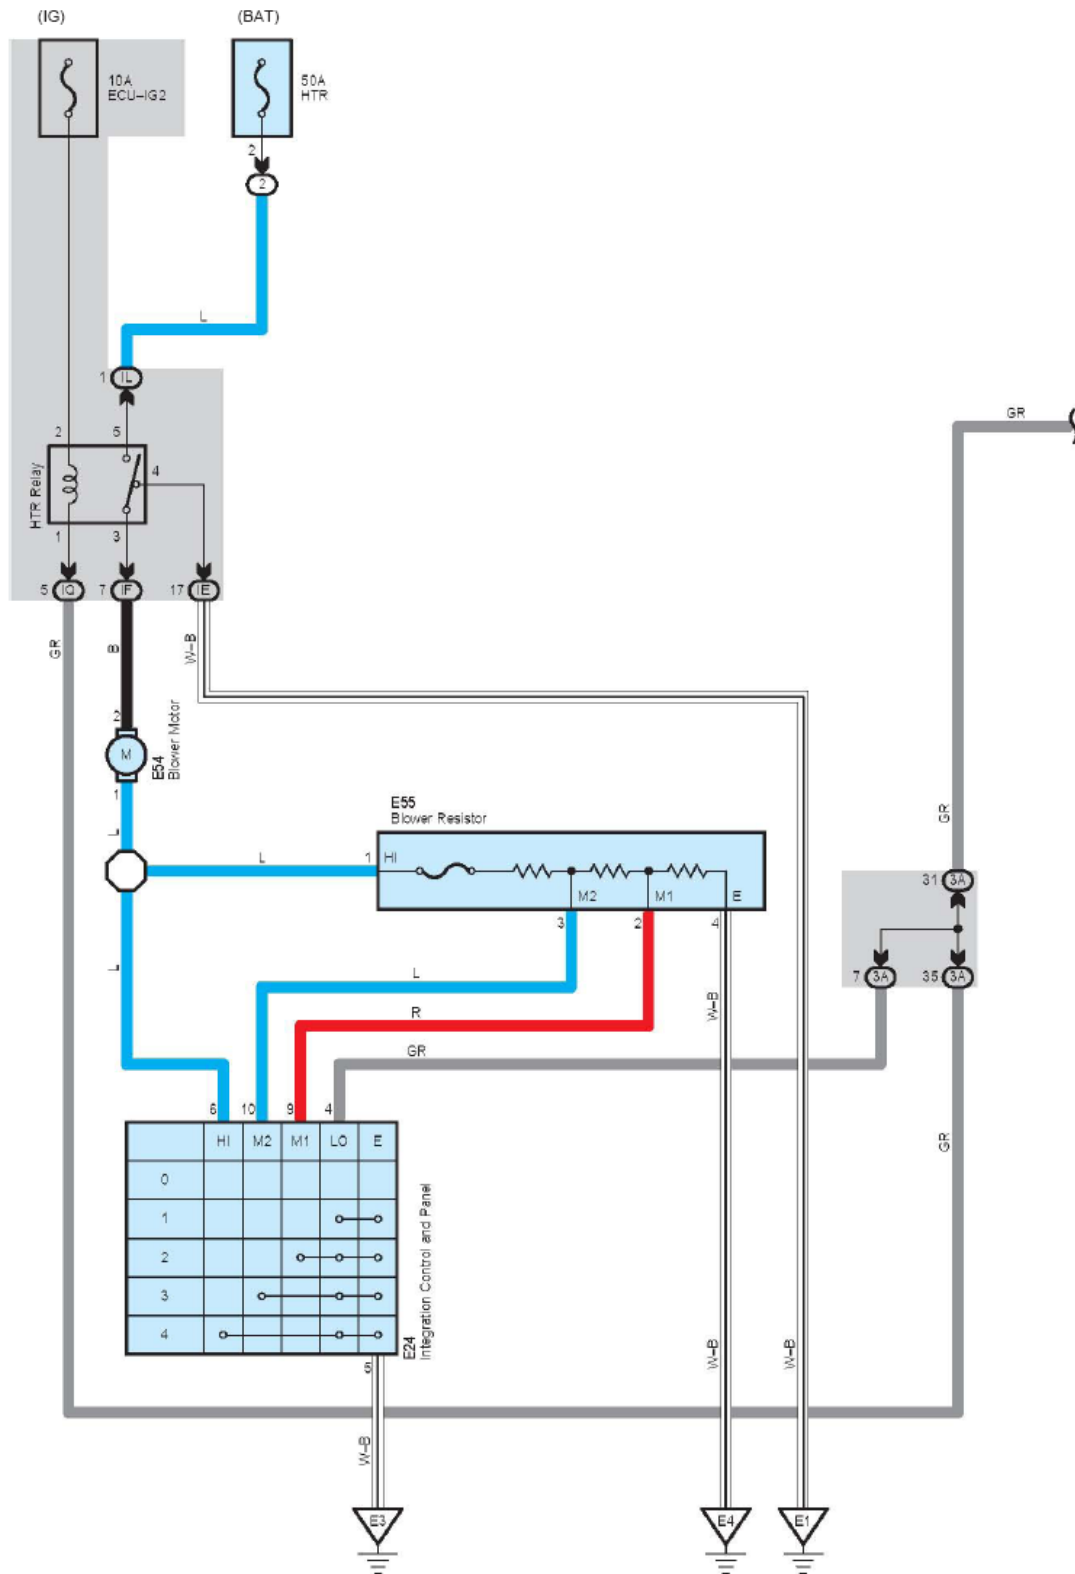 (IG)
(BAT)
10A
ECU–IG2
50A
HTR
2
2
L
1
IL
2
5
4
HTR Relay
1
3
5
IQ
7
IF
17
IE
GR
B
W–B
GR
2
M
E54
Blower Motor
1
L
E55
Blower Resistor
L
1
HI
M2
M1
E
3
2
4
L
L
R
GR
W–B
GR
31
3A
7
3A
35
3A
GR
6
10
9
4
HI
M2
M1
LO
E
0
1
2
3
4
E24
Integration Control and Panel
W–B
W–B
W–B
E3
E4
E1